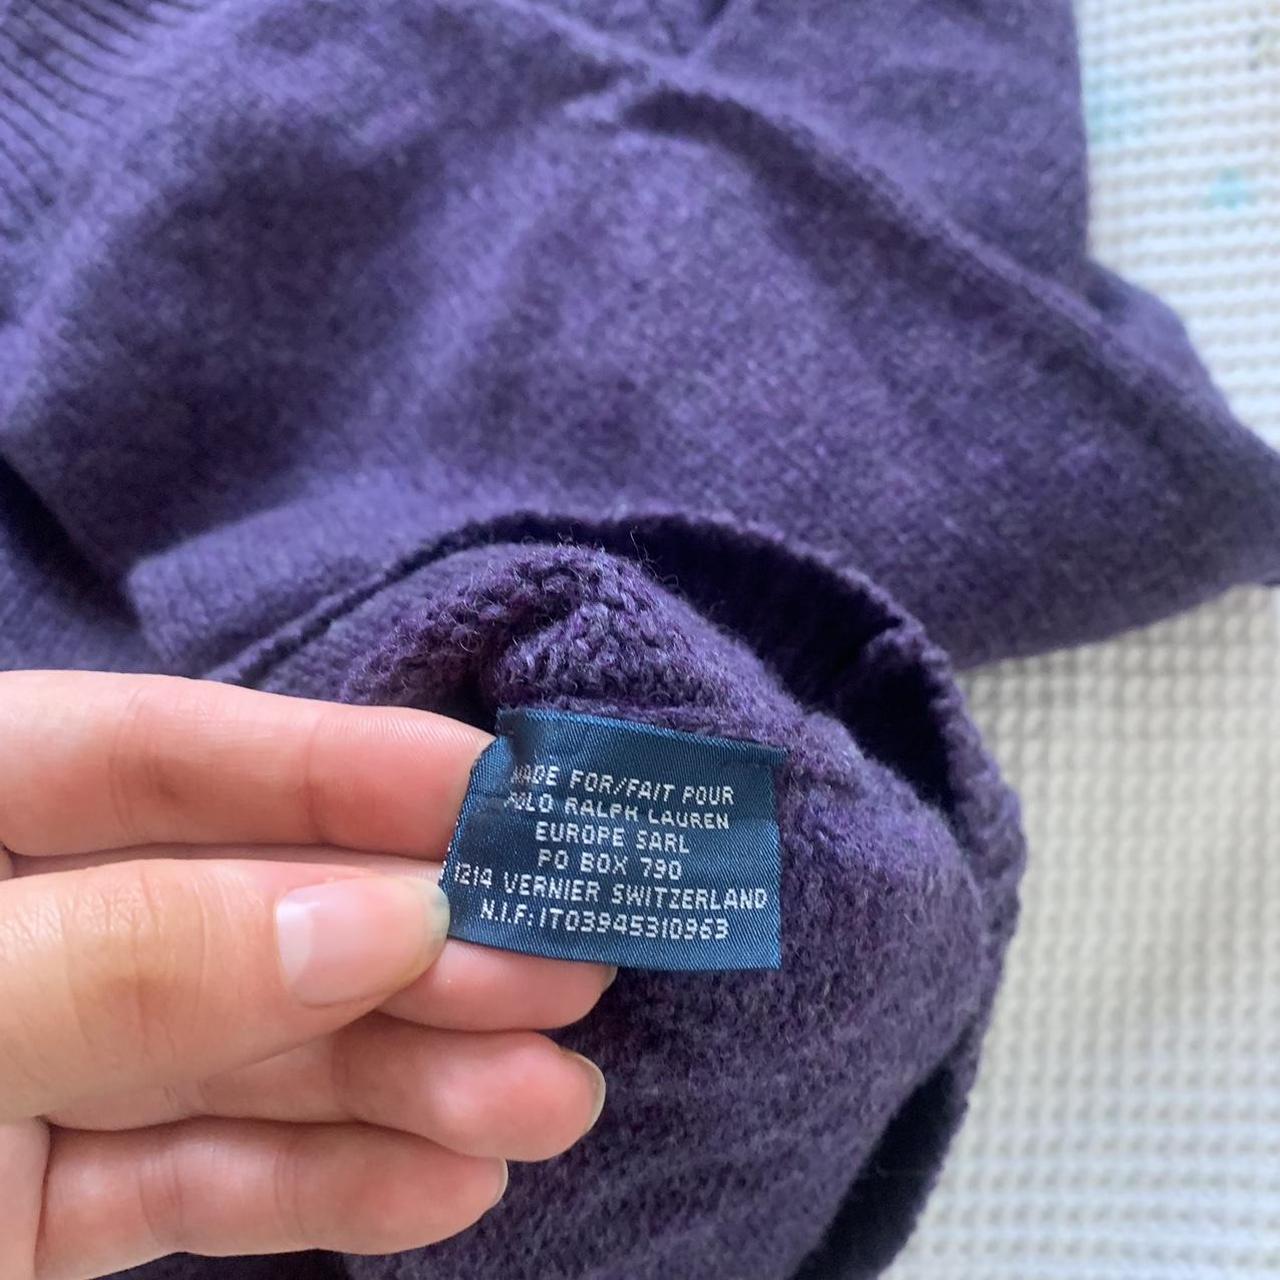 MADE FOR/FAIT POUR
POLO RALPH LAUREN
EUROPE SARL
PO BOX 790
1214 VERNIER SWITZERLAND
N.I.F: IT03945310963